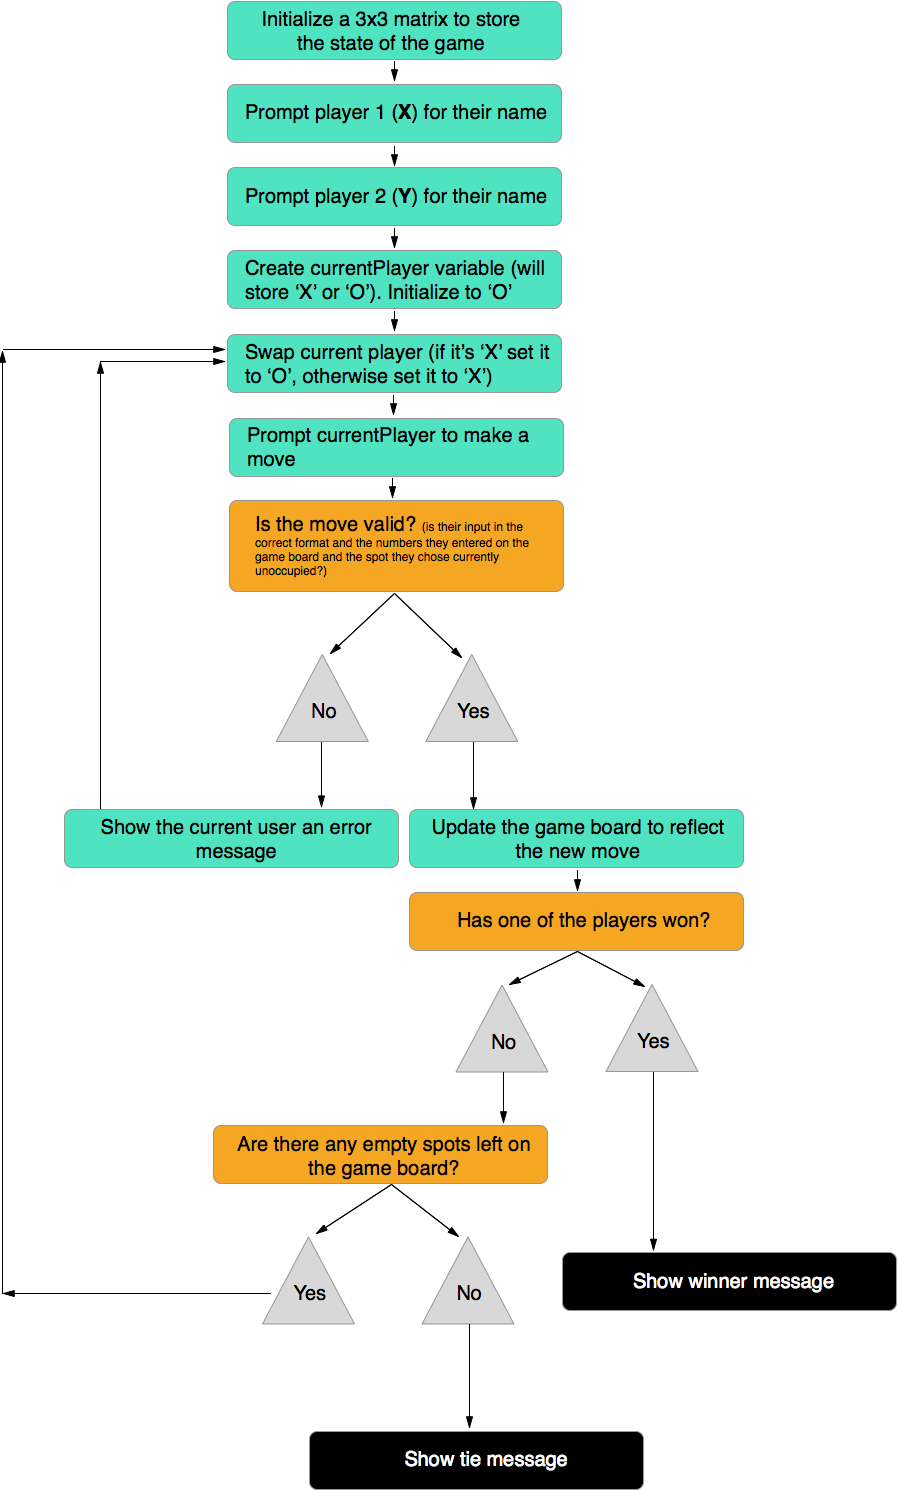 Initialize a 3x3 matrix to store
the state of the game
Prompt player 1 (X) for their name
Prompt player 2 (Y) for their name
Create currentPlayer variable (will
store ‘X’ or ‘O’). Initialize to ‘O’
Swap current player (if it’s ‘X’ set it
to ‘O’, otherwise set it to ‘X’)
Prompt currentPlayer to make a
move
Is the move valid? (is their input in the
correct format and the numbers they entered on the
game board and the spot they chose currently
unoccupied?)
No
Yes
Show the current user an error
message
Update the game board to reflect
the new move
Has one of the players won?
No
Yes
Are there any empty spots left on
the game board?
Yes
No
Show winner message
Show tie message